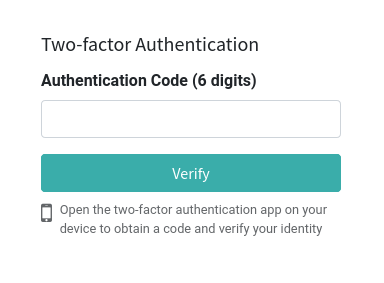 Two-factor Authentication
Authentication Code (6 digits)
Verify
Open the two-factor authentication app on your
device to obtain a code and verify your identity